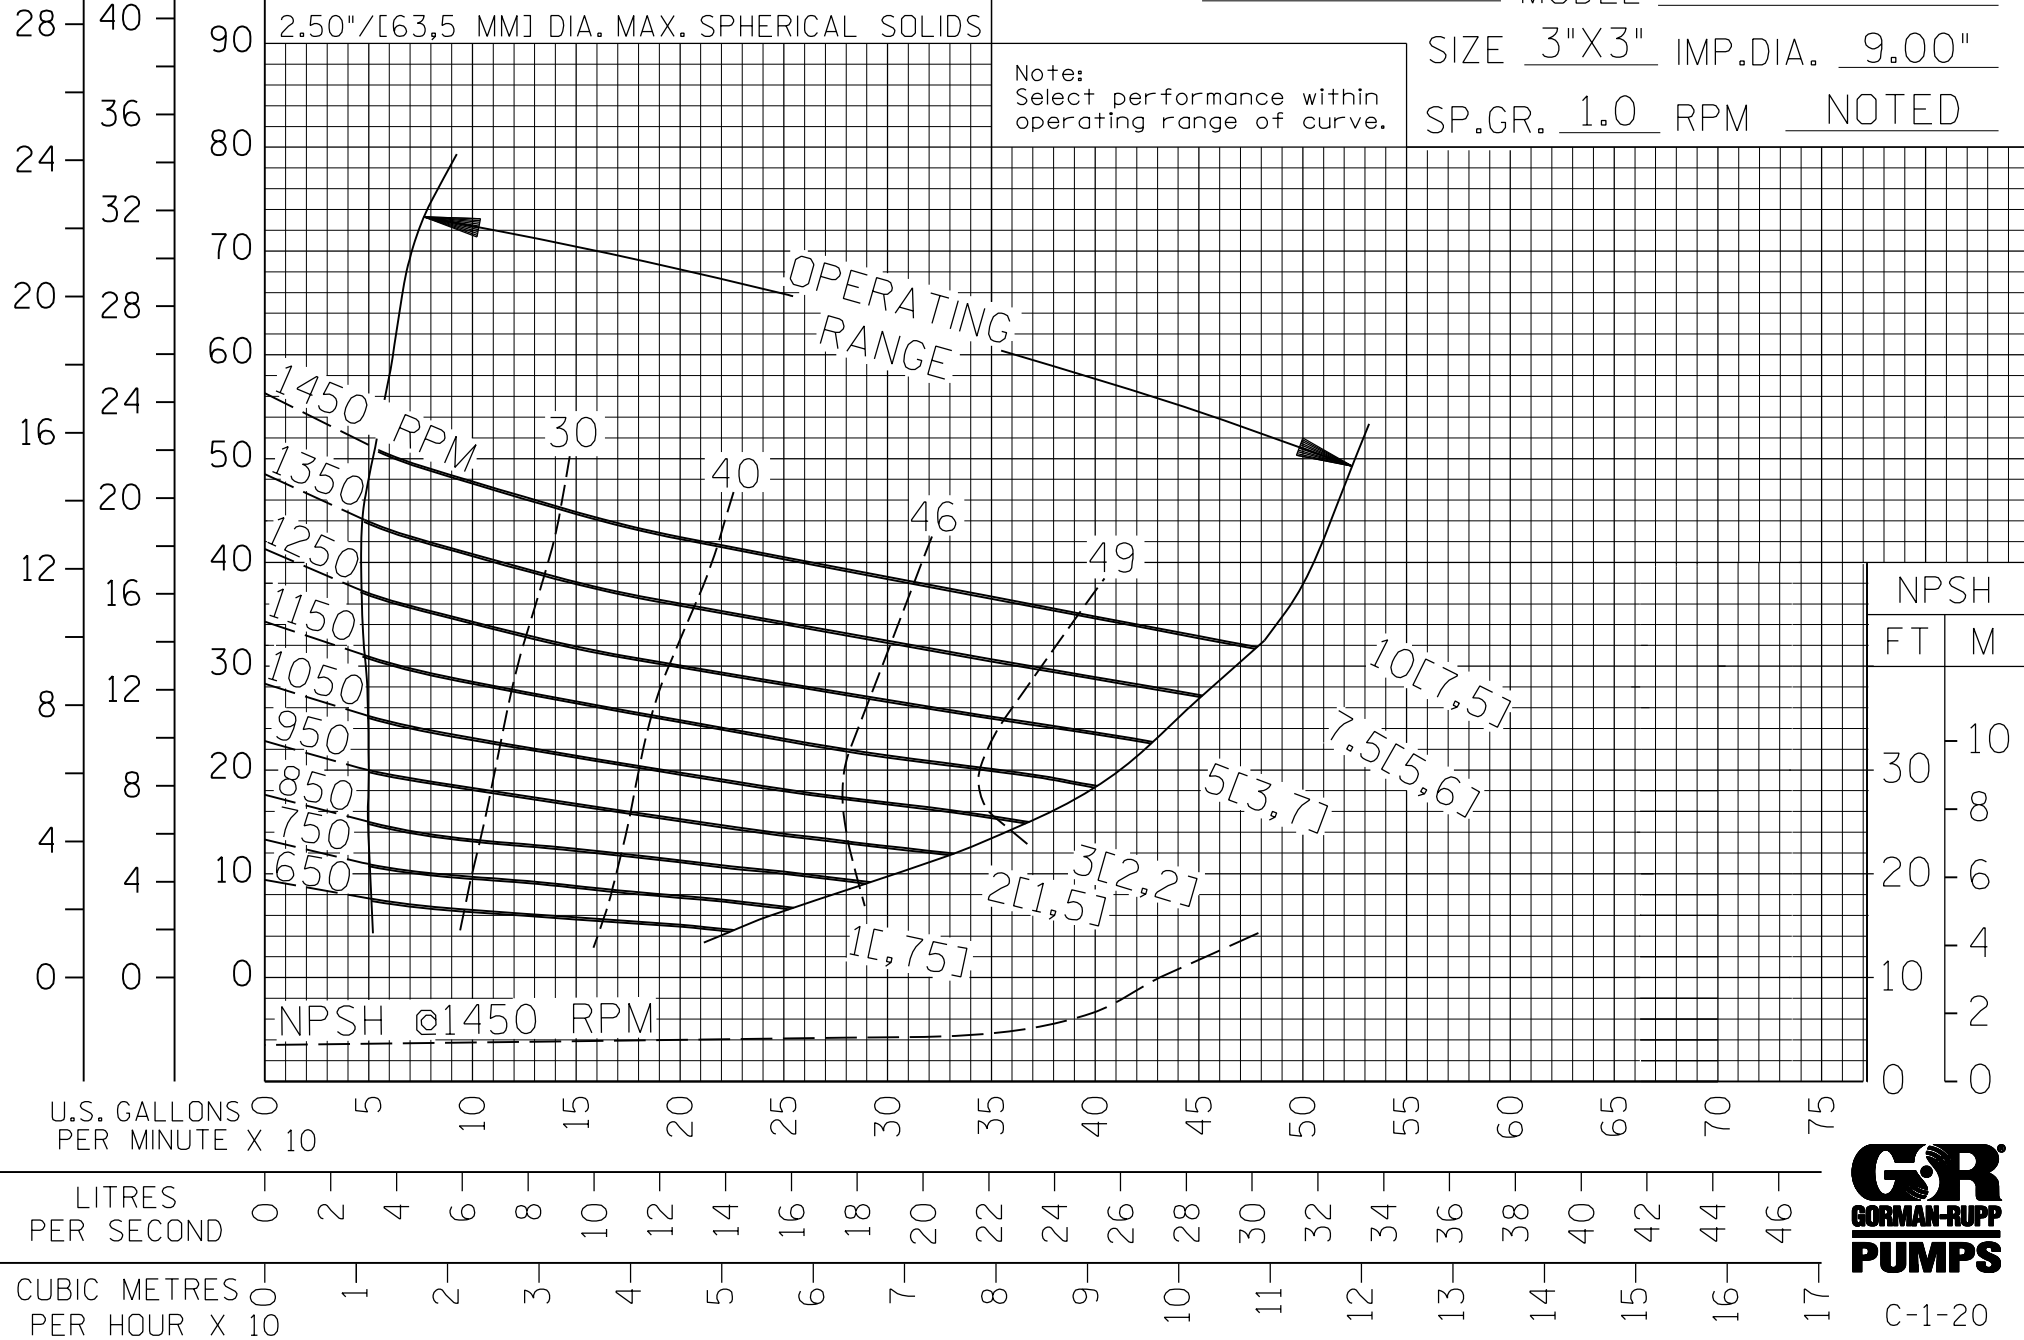 2.50"/[63,5 MM] DIA. MAX. SPHERICAL SOLIDS
SIZE 3"X3" IMP.DIA. 9.00"
SP.GR. 1.0 RPM NOTED
Note:
Select performance within
operating range of curve.
28
24
20
16
12
8
4
0
40
36
32
28
24
20
16
12
8
4
0
90
80
70
60
50
40
30
20
10
0
OPERATING
RANGE
1450 RPM
1350
1250
1150
1050
950
850
750
650
30
40
46
49
10[7,5]
7.5[5,6]
5[3,7]
3[2,2]
2[1,5]
1[,75]
NPSH @1450 RPM
NPSH
FT M
30
20
10
0
10
8
6
4
2
0
U.S. GALLONS
PER MINUTE X 10
0 5 10 15 20 25 30 35 40 45 50 55 60 65 70 75
LITRES
PER SECOND
0 2 4 6 8 10 12 14 16 18 20 22 24 26 28 30 32 34 36 38 40 42 44 46
CUBIC METRES
PER HOUR X 10
0 1 2 3 4 5 6 7 8 9 10 11 12 13 14 15 16 17
GR
GORMAN-RUPP
PUMPS
C-1-20